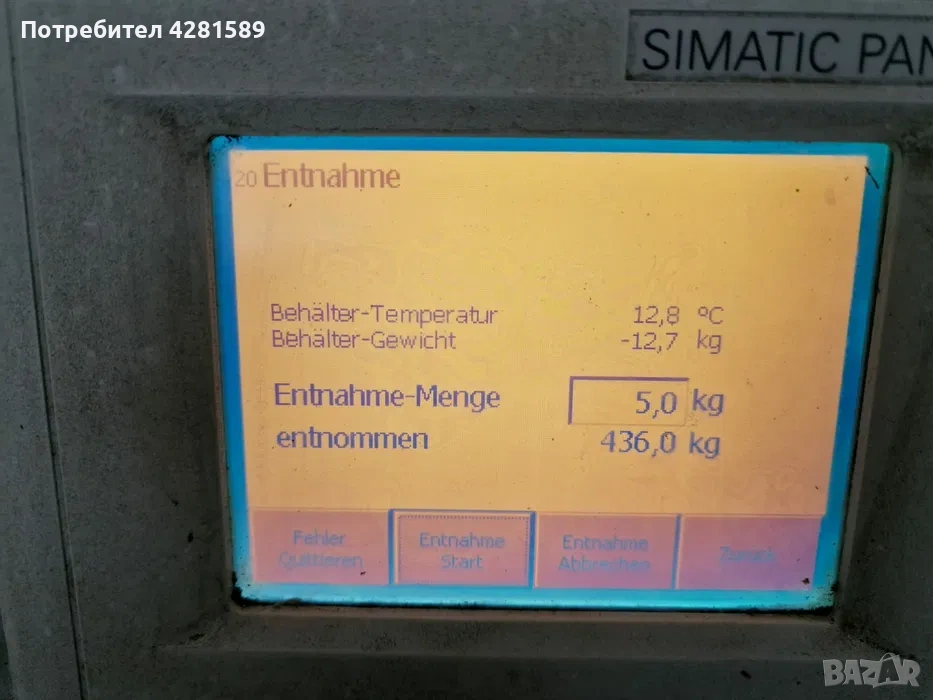 Потребител 4281589
SIMATIC PAN
20 Entnahme
Behälter-Temperatur 12,8 °C
Behälter-Gewicht -12,7 kg
Entnahme-Menge 5,0 kg
entnommen 436,0 kg
Fehler
Quittieren
Entnahme
Start
Entnahme
Abbrechen
Zurück
BAZAR